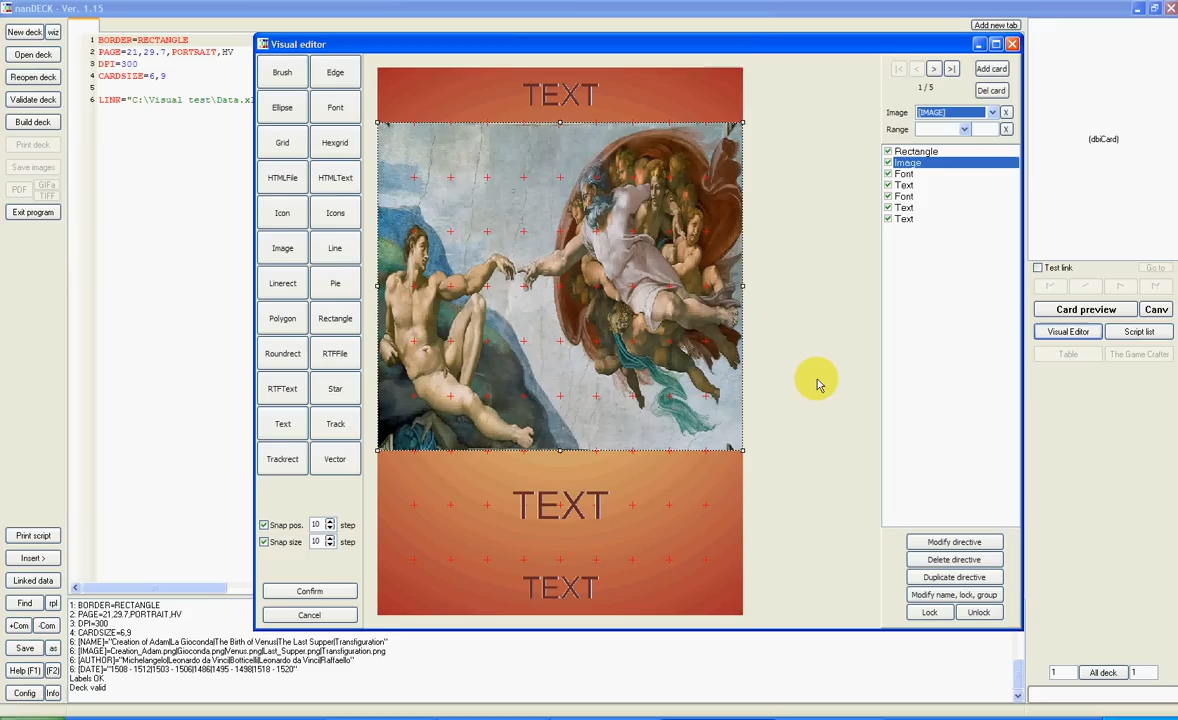 nanDECK - Ver. 1.15
New deck
wiz
Open deck
Reopen deck
Validate deck
Build deck
Print deck
Save images
PDF
GIFa
TIFF
Exit program
Print script
Insert >
Linked data
Find
rpl
+Com
-Com
Save
as
Help (F1)
(F2)
Config
Info
1 BORDER=RECTANGLE
2 PAGE=21,29.7,PORTRAIT,HV
3 DPI=300
4 CARDSIZE=6,9
5
6 LINK="C:\Visual test\Data.xl
Visual editor
Brush
Edge
Ellipse
Font
Grid
Hexgrid
HTMLFile
HTMLText
Icon
Icons
Image
Line
Linerect
Pie
Polygon
Rectangle
Roundrect
RTFFile
RTFText
Star
Text
Track
Trackrect
Vector
Snap pos.
10
step
Snap size
10
step
Confirm
Cancel
TEXT
TEXT
TEXT
|<
<
>
>|
Add card
1 / 5
Del card
Image
[IMAGE]
X
Range
X
Rectangle
Image
Font
Text
Font
Text
Text
Modify directive
Delete directive
Duplicate directive
Modify name, lock, group
Lock
Unlock
Add new tab
(dbiCard)
Test link
Go to
Card preview
Canv
Visual Editor
Script list
Table
The Game Crafter
1
All deck
1
1: BORDER=RECTANGLE
2: PAGE=21,29.7,PORTRAIT,HV
3: DPI=300
4: CARDSIZE=6,9
6: [NAME]="Creation of Adam|La Gioconda|The Birth of Venus|The Last Supper|Transfiguration"
6: [IMAGE]=Creation_Adam.png|Gioconda.png|Venus.png|Last_Supper.png|Transfiguration.png
6: [AUTHOR]="Michelangelo|Leonardo da Vinci|Botticelli|Leonardo da Vinci|Raffaello"
6: [DATE]="1508 - 1512|1503 - 1506|1486|1495 - 1498|1518 - 1520"
Labels OK
Deck valid